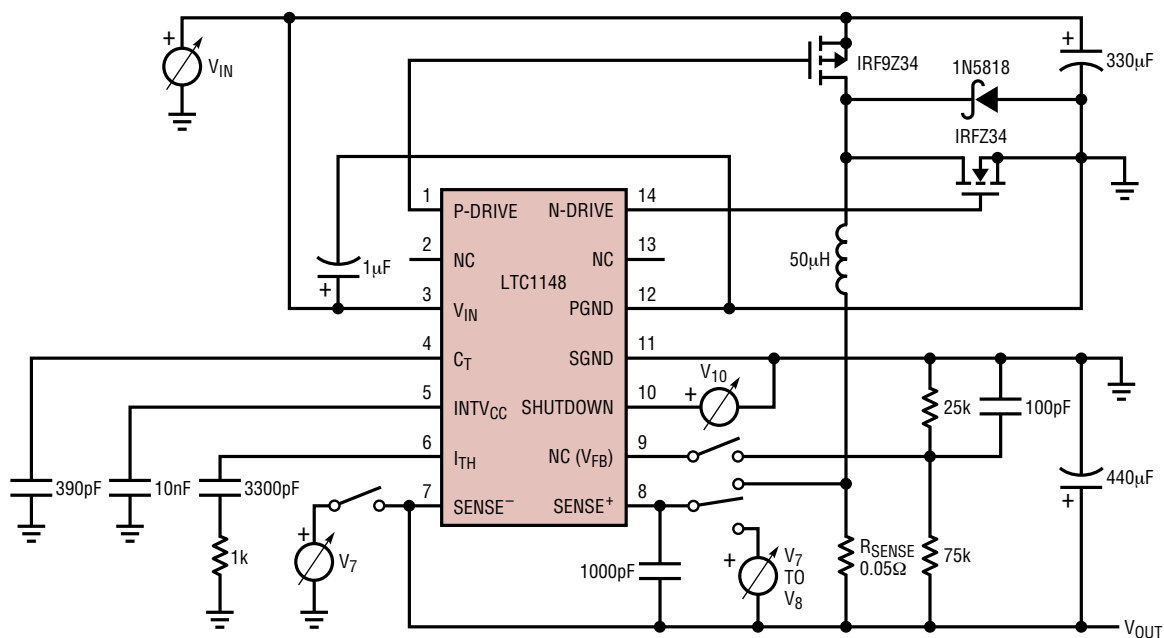 +
V_IN
IRF9Z34
1N5818
+
330µF
IRFZ34
1
P-DRIVE
N-DRIVE
14
2
NC
NC
13
1µF
+
LTC1148
50µH
3
V_IN
PGND
12
4
C_T
SGND
11
V_10
+
5
INTV_CC
SHUTDOWN
10
25k
100pF
6
I_TH
NC (V_FB)
9
390pF
10nF
3300pF
7
SENSE⁻
SENSE⁺
8
440µF
+
+
V_7
1k
1000pF
+
V_7
TO
V_8
R_SENSE
0.05Ω
75k
V_OUT